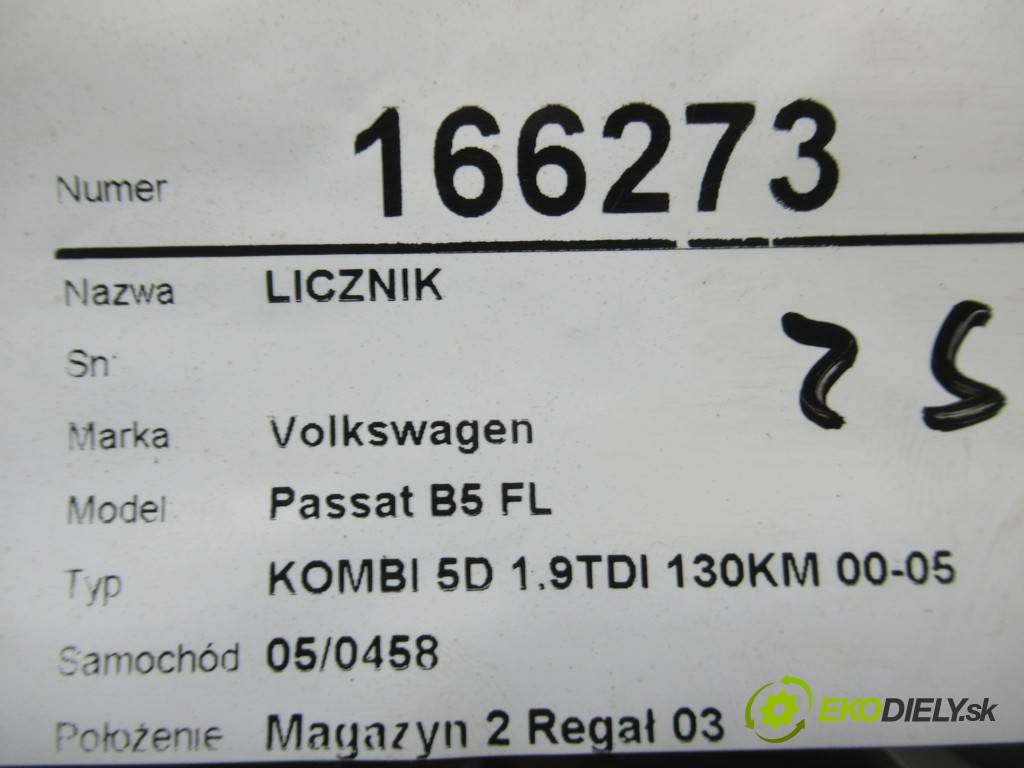 Numer 166273
Nazwa LICZNIK
Sn
25
Marka Volkswagen
Model Passat B5 FL
Typ KOMBI 5D 1.9TDI 130KM 00-05
Samochód 05/0458
Położenie Magazyn 2 Regał 03
EKODIELY.sk